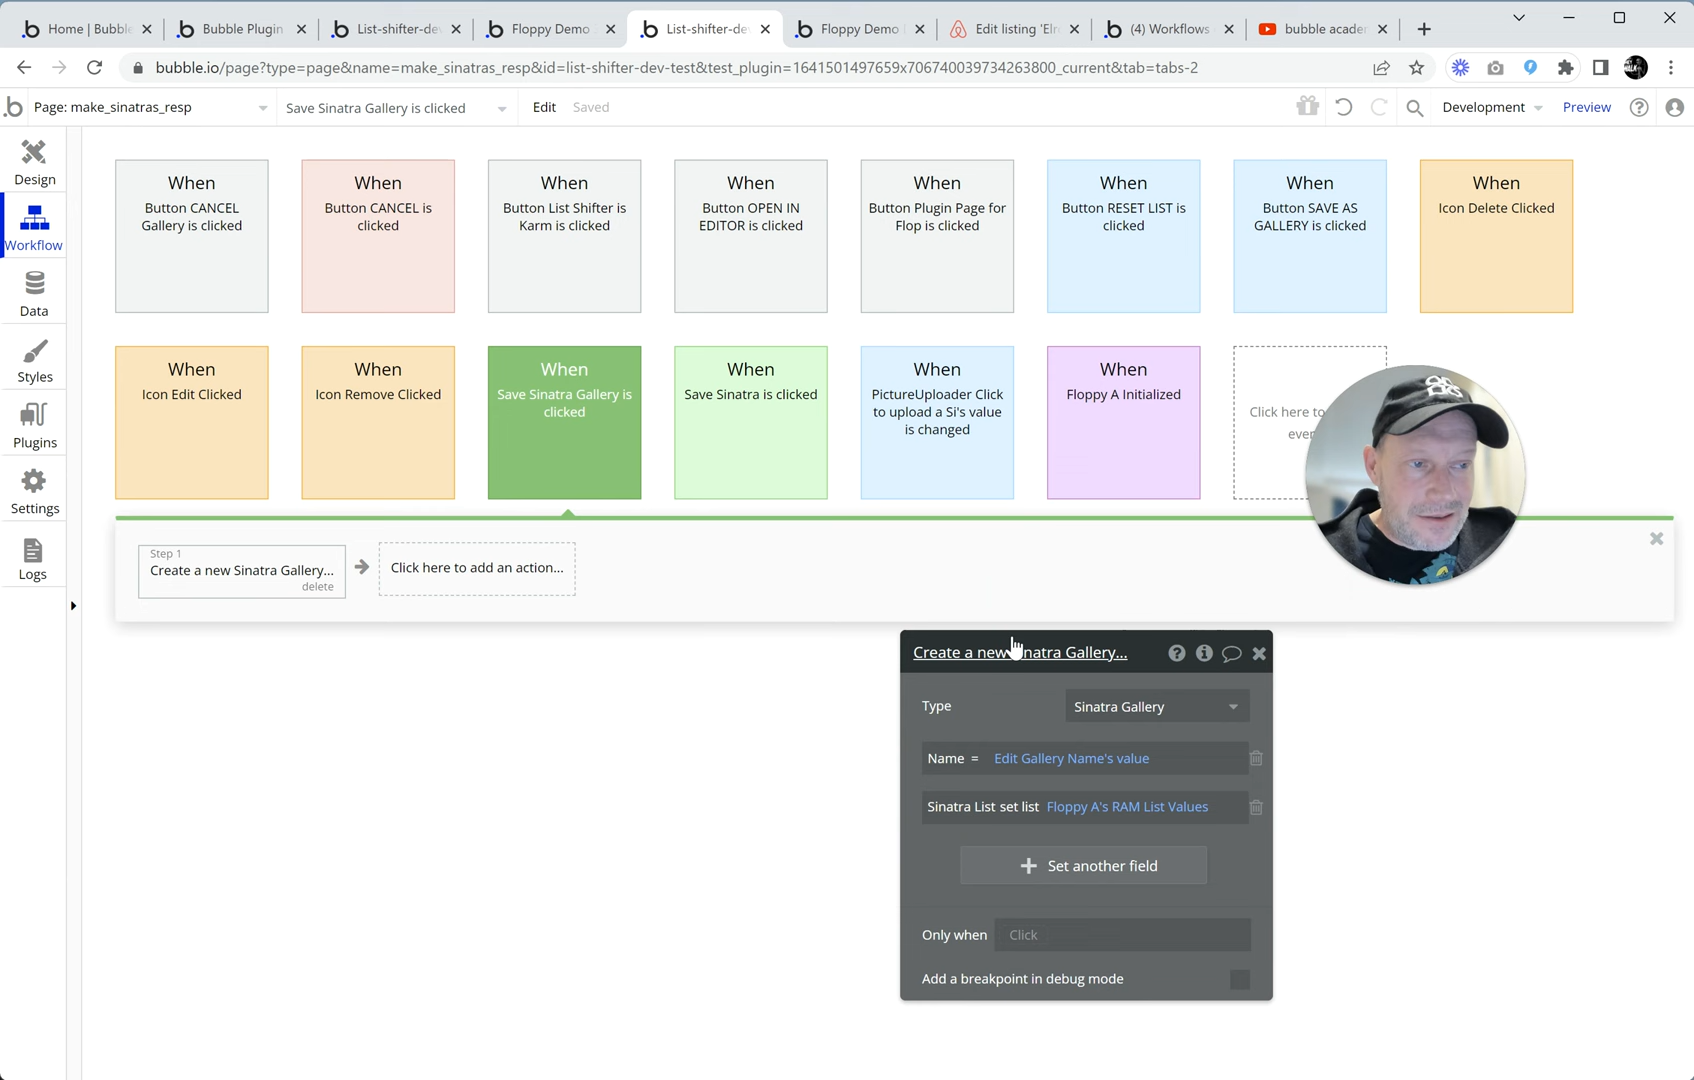 Home | Bubble
Bubble Plugin
List-shifter-dev
Floppy Demo
List-shifter-dev
Floppy Demo
Edit listing 'Elro
(4) Workflows
bubble academ
bubble.io/page?type=page&name=make_sinatras_resp&id=list-shifter-dev-test&test_plugin=1641501497659x706740039734263800_current&tab=tabs-2
Page: make_sinatras_resp
Save Sinatra Gallery is clicked
Edit
Saved
Development
Preview
Design
Workflow
Data
Styles
Plugins
Settings
Logs
When
Button CANCEL
Gallery is clicked
When
Button CANCEL is
clicked
When
Button List Shifter is
Karm is clicked
When
Button OPEN IN
EDITOR is clicked
When
Button Plugin Page for
Flop is clicked
When
Button RESET LIST is
clicked
When
Button SAVE AS
GALLERY is clicked
When
Icon Delete Clicked
When
Icon Edit Clicked
When
Icon Remove Clicked
When
Save Sinatra Gallery is
clicked
When
Save Sinatra is clicked
When
PictureUploader Click
to upload a Si's value
is changed
When
Floppy A Initialized
Click here to
Step 1
Create a new Sinatra Gallery...
delete
Click here to add an action...
Create a new Sinatra Gallery...
Type
Sinatra Gallery
Name = Edit Gallery Name's value
Sinatra List set list Floppy A's RAM List Values
Set another field
Only when
Click
Add a breakpoint in debug mode